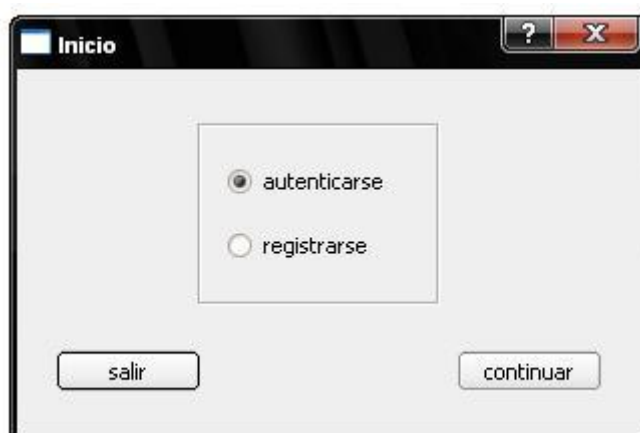 Inicio
?
autenticarse
registrarse
salir
continuar